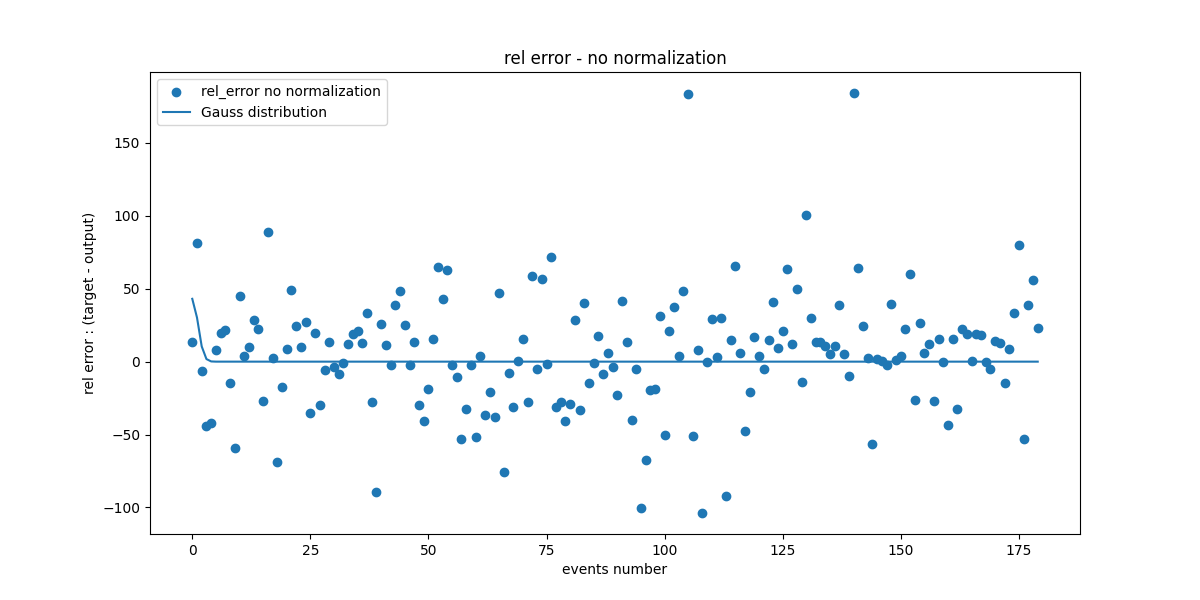 rel error - no normalization
rel_error no normalization
Gauss distribution
rel error : (target - output)
150
100
50
0
−50
−100
0 25 50 75 100 125 150 175
events number